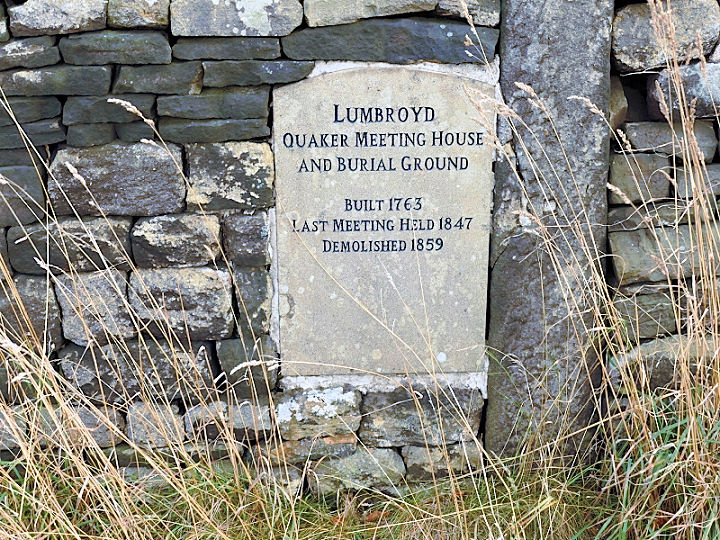 Lumbroyd
Quaker Meeting House
and Burial Ground
Built 1763
Last Meeting Held 1847
Demolished 1859